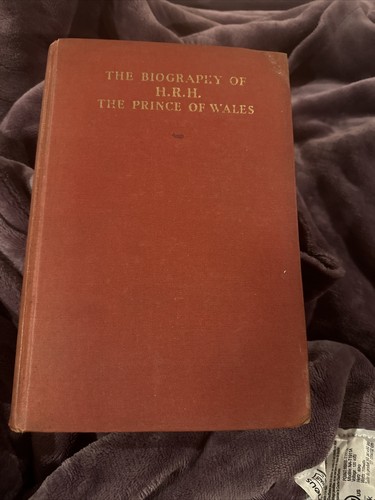 THE BIOGRAPHY OF
H.R.H.
THE PRINCE OF WALES